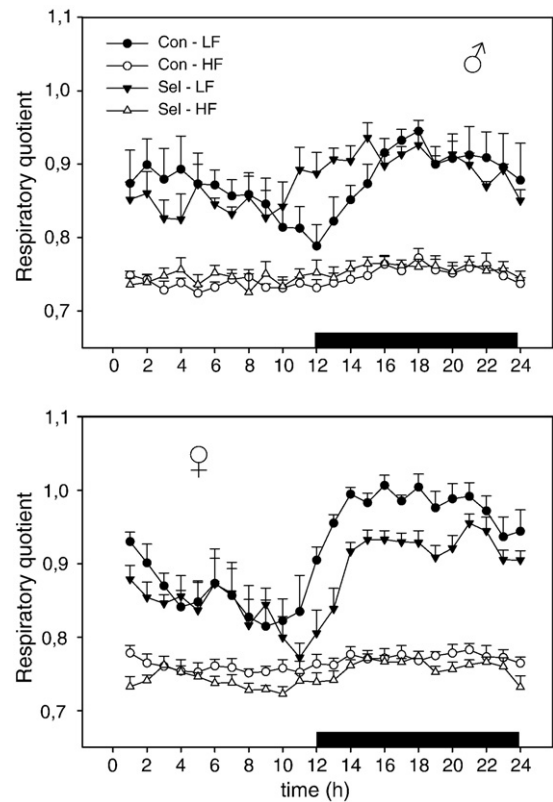 1,1
Con - LF
Con - HF
Sel - LF
Sel - HF
♂
1,0
0,9
0,8
0,7
Respiratory quotient
0 2 4 6 8 10 12 14 16 18 20 22 24
1,1
♀
1,0
0,9
0,8
0,7
Respiratory quotient
0 2 4 6 8 10 12 14 16 18 20 22 24
time (h)